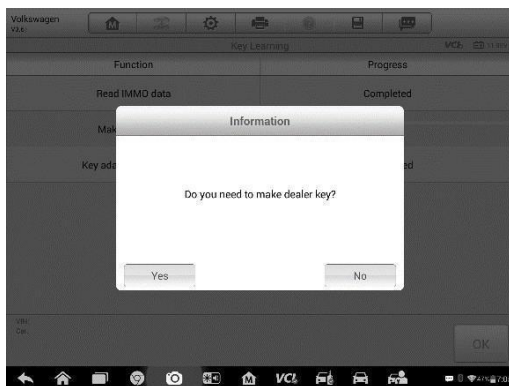 Volkswagen
Key Learning
VCI
Function
Progress
Read IMMO data
Completed
Information
Mak
Key ada
ed
Do you need to make dealer key?
Yes
No
OK
VCI